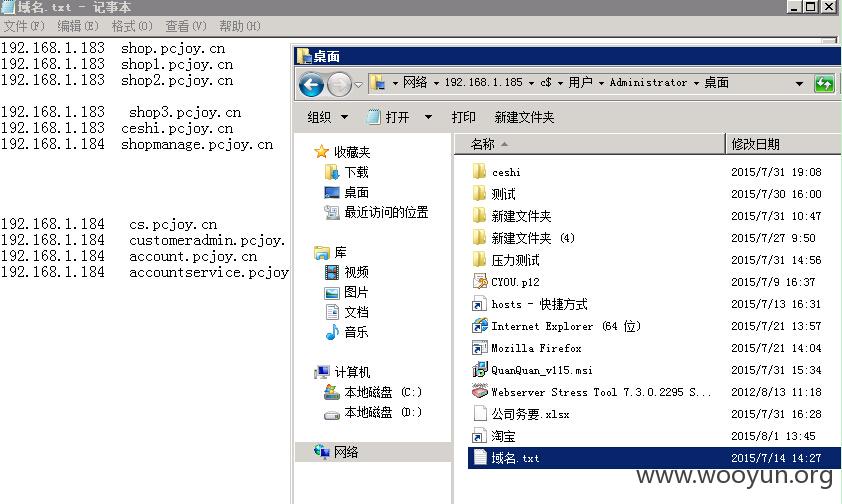 域名.txt - 记事本
文件(F) 编辑(E) 格式(O) 查看(V) 帮助(H)
192.168.1.183 shop.pcjoy.cn
192.168.1.183 shop1.pcjoy.cn
192.168.1.183 shop2.pcjoy.cn
192.168.1.183 shop3.pcjoy.cn
192.168.1.183 ceshi.pcjoy.cn
192.168.1.184 shopmanage.pcjoy.cn
192.168.1.184 cs.pcjoy.cn
192.168.1.184 customeradmin.pcjoy.
192.168.1.184 account.pcjoy.cn
192.168.1.184 accountservice.pcjoy
桌面
网络 192.168.1.185 c$ 用户 Administrator 桌面
组织 打开 打印 新建文件夹
收藏夹
下载
桌面
最近访问的位置
库
视频
图片
文档
音乐
计算机
本地磁盘 (C:)
本地磁盘 (D:)
网络
名称 修改日期
ceshi 2015/7/31 19:08
测试 2015/7/30 16:00
新建文件夹 2015/7/31 10:47
新建文件夹 (4) 2015/7/27 9:50
压力测试 2015/7/31 14:56
CYOU.p12 2015/7/9 16:37
hosts - 快捷方式 2015/7/13 16:31
Internet Explorer (64 位) 2015/7/21 13:57
Mozilla Firefox 2015/7/21 14:04
QuanQuan_v115.msi 2015/7/31 15:34
Webserver Stress Tool 7.3.0.2295 S... 2012/8/13 11:18
公司务要.xlsx 2015/7/31 16:28
淘宝 2015/8/1 13:45
域名.txt 2015/7/14 14:27
www.wooyun.org